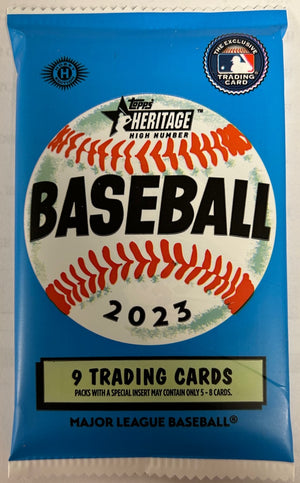 H
THE EXCLUSIVE
TRADING CARD
Topps
HERITAGE™
HIGH NUMBER
BASEBALL
2023
9 TRADING CARDS
PACKS WITH A SPECIAL INSERT MAY CONTAIN ONLY 5 - 8 CARDS.
MAJOR LEAGUE BASEBALL®